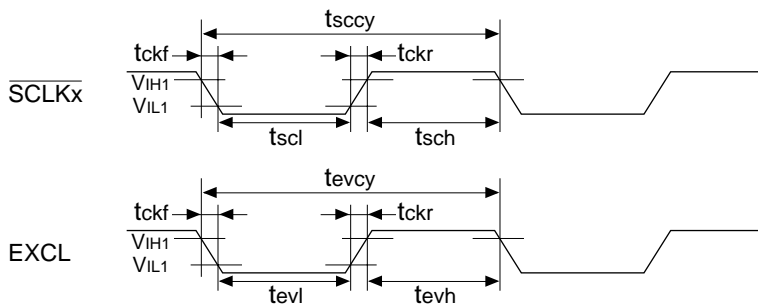 tsccy
tckf
tckr
SCLKx
VIH1
VIL1
tscl
tsch
tevcy
tckf
tckr
EXCL
VIH1
VIL1
tevl
tevh